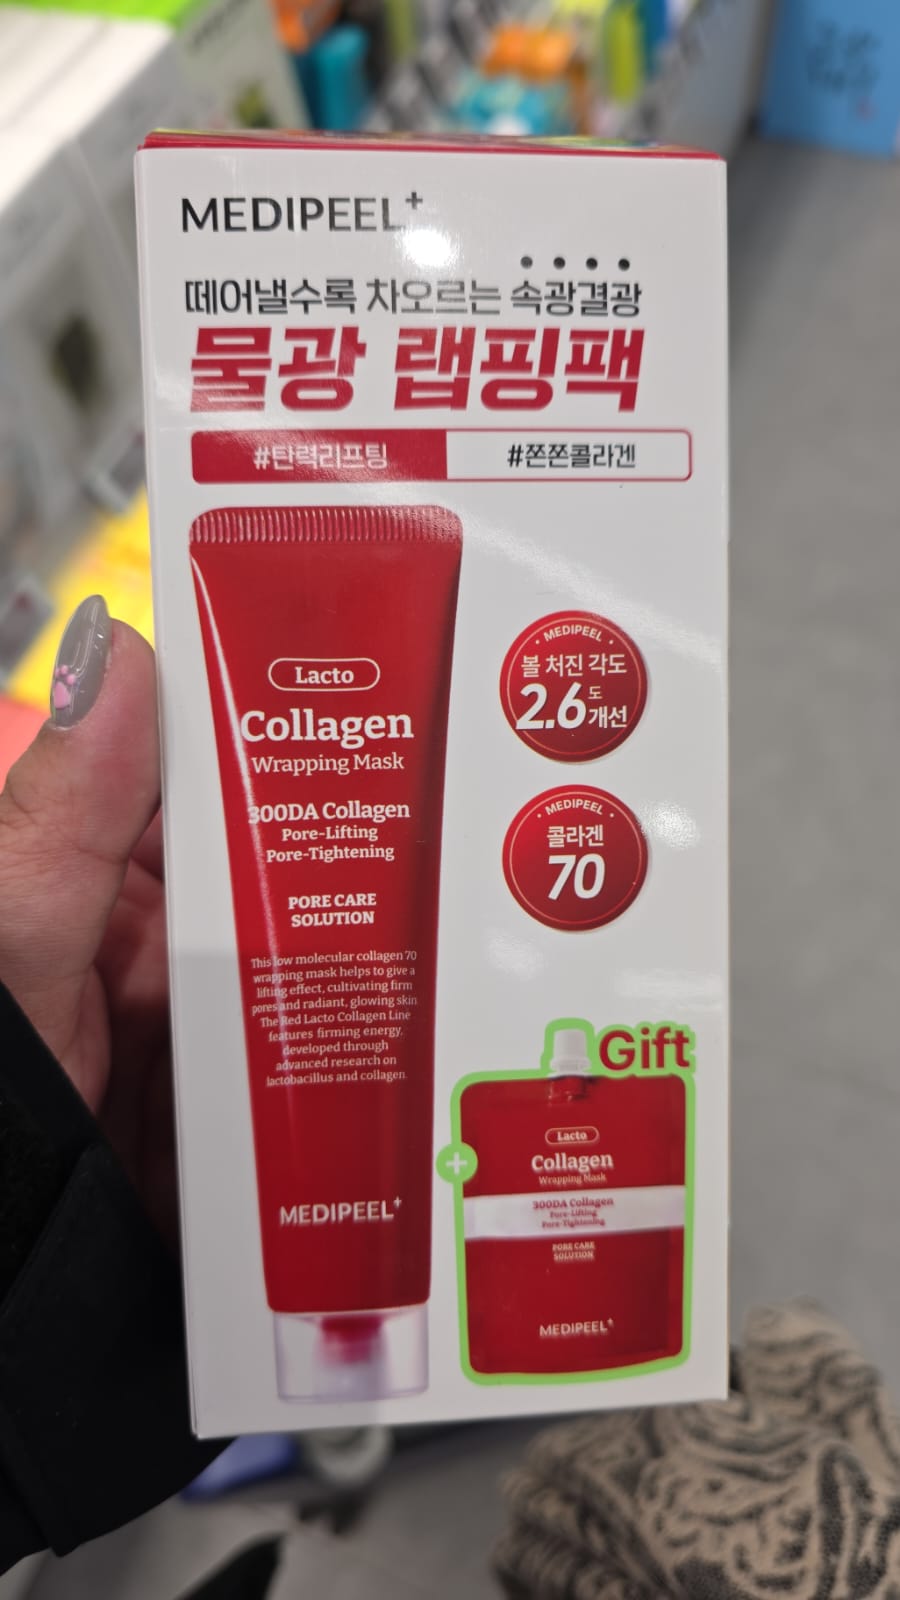 MEDIPEEL+
떼어낼수록 차오르는 속광결광
물광 랩핑팩
#탄력리프팅 #쫀쫀콜라겐
Lacto
Collagen
Wrapping Mask
300DA Collagen
Pore-Lifting
Pore-Tightening
PORE CARE
SOLUTION
This low molecular collagen 70
wrapping mask helps to give a
lifting effect, cultivating firm
pores and radiant, glowing skin
The Red Lacto Collagen Line
features firming energy,
developed through
advanced research on
lactobacillus and collagen.
MEDIPEEL+
MEDIPEEL
볼 처진 각도
2.6도 개선
MEDIPEEL
콜라겐
70
Gift
+
Lacto
Collagen
Wrapping Mask
300DA Collagen
Pore-Lifting
Pore-Tightening
PORE CARE
SOLUTION
MEDIPEEL+